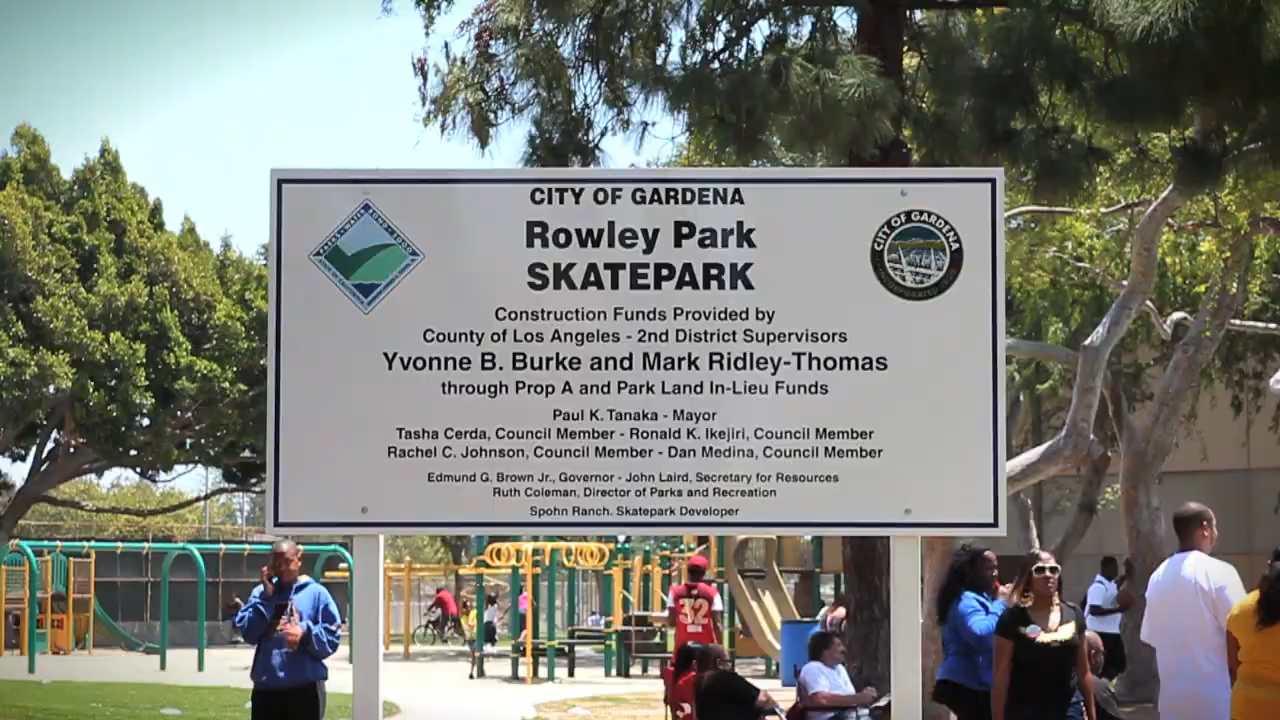 CITY OF GARDENA
Rowley Park
SKATEPARK
CITY OF GARDENA
Construction Funds Provided by
County of Los Angeles - 2nd District Supervisors
Yvonne B. Burke and Mark Ridley-Thomas
through Prop A and Park Land In-Lieu Funds
Paul K. Tanaka - Mayor
Tasha Cerda, Council Member - Ronald K. Ikejiri, Council Member
Rachel C. Johnson, Council Member - Dan Medina, Council Member
Edmund G. Brown Jr., Governor - John Laird, Secretary for Resources
Ruth Coleman, Director of Parks and Recreation
Spohn Ranch. Skatepark Developer
32